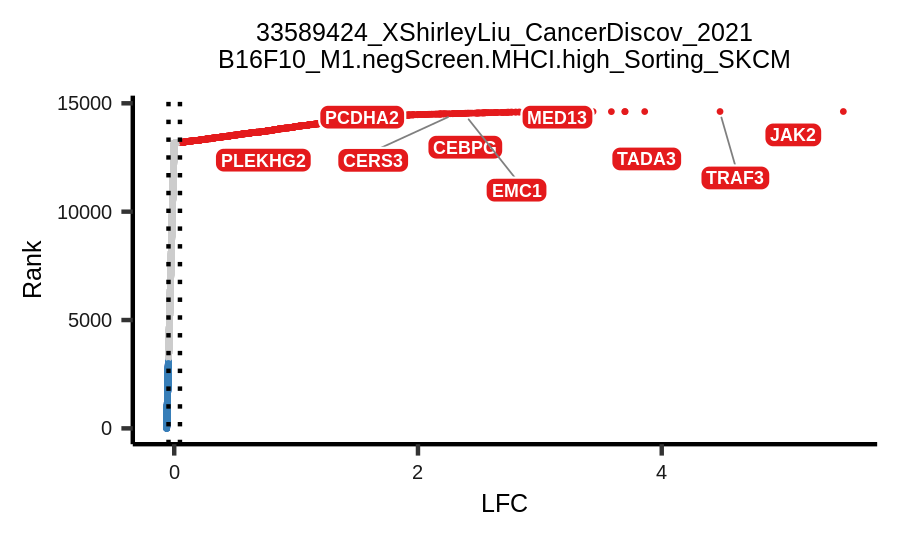 33589424_XShirleyLiu_CancerDiscov_2021
B16F10_M1.negScreen.MHCI.high_Sorting_SKCM
15000
10000
5000
0
Rank
PCDHA2
MED13
JAK2
PLEKHG2
CERS3
CEBPG
TADA3
EMC1
TRAF3
0
2
4
LFC